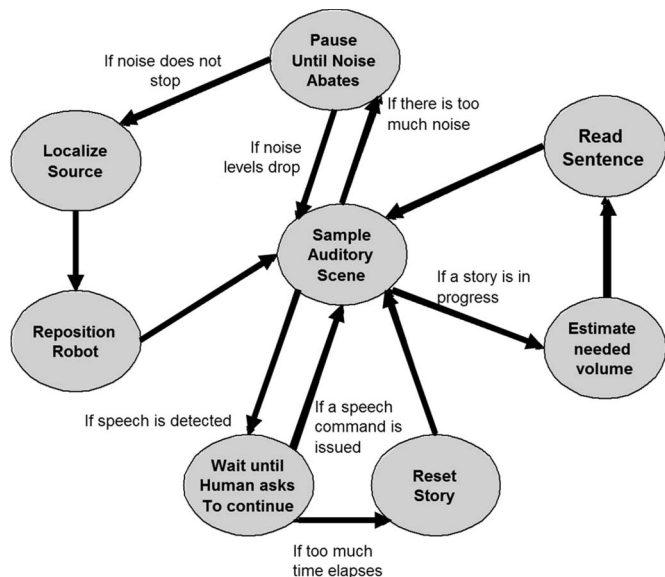 Pause
Until Noise
Abates
If noise does not
stop
If there is too
much noise
Read
Sentence
Localize
Source
If noise
levels drop
Sample
Auditory
Scene
If a story is in
progress
Reposition
Robot
Estimate
needed
volume
If speech is detected
If a speech
command is
issued
Wait until
Human asks
To continue
Reset
Story
If too much
time elapses